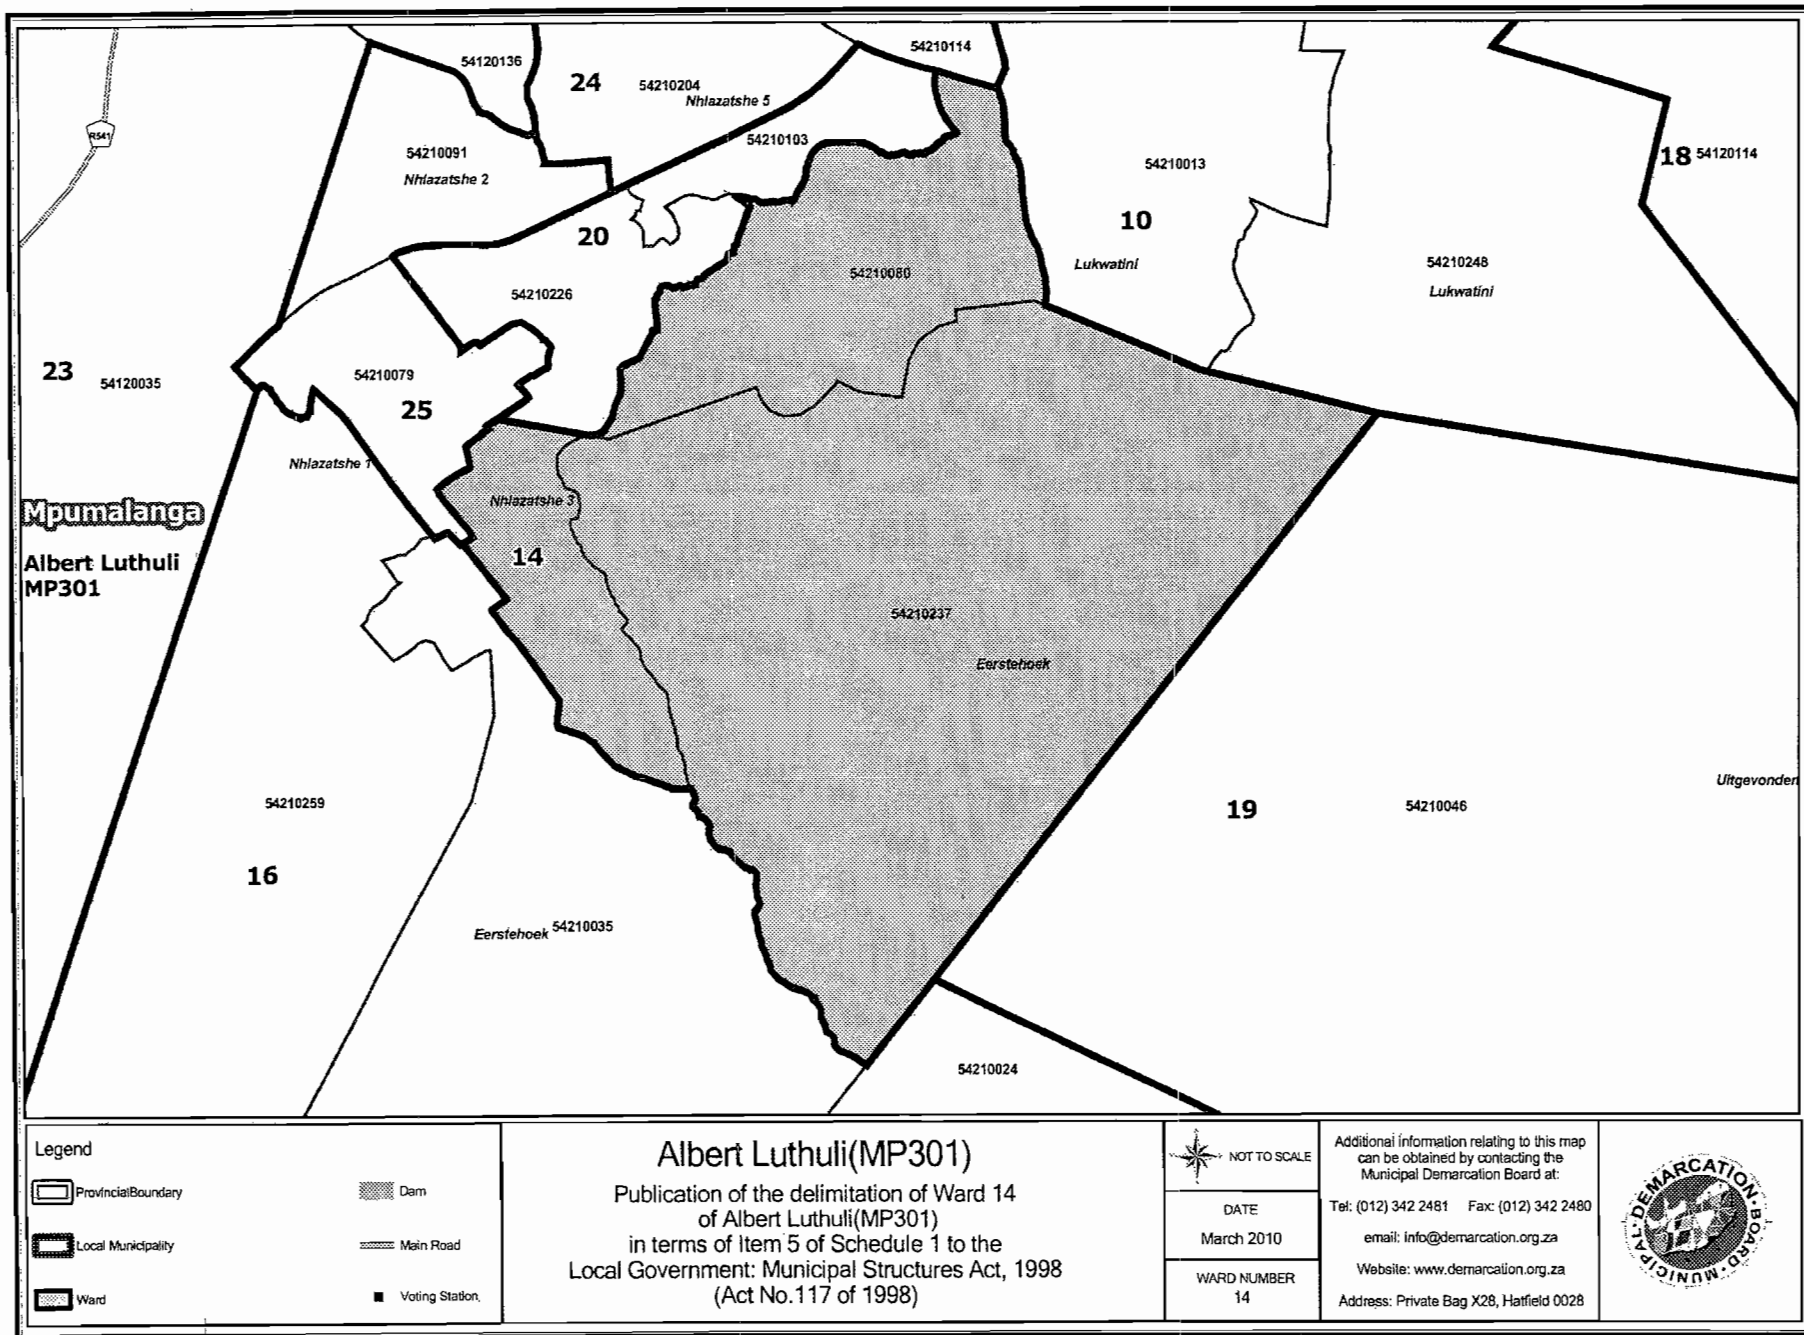 54120136
24
54210204
Nhlazatshe 5
54210114
R541
54210103
54210091
Nhlazatshe 2
54210013
18 54120114
20
10
54210080
Lukwatini
54210248
Lukwatini
54210226
23
54120035
54210079
25
Nhlazatshe 1
Mpumalanga
Nhlazatshe 3
Albert Luthuli
MP301
14
54210237
Eerstehoek
Uitgevonden
54210259
19
54210046
16
Eerstehoek 54210035
54210024
Legend
ProvincialBoundary
Dam
Local Municipality
Main Road
Ward
Voting Station
Albert Luthuli(MP301)
Publication of the delimitation of Ward 14
of Albert Luthuli(MP301)
in terms of Item 5 of Schedule 1 to the
Local Government: Municipal Structures Act, 1998
(Act No.117 of 1998)
NOT TO SCALE
DATE
March 2010
WARD NUMBER
14
Additional information relating to this map
can be obtained by contacting the
Municipal Demarcation Board at:
Tel: (012) 342 2481 Fax: (012) 342 2480
email: info@demarcation.org.za
Website: www.demarcation.org.za
Address: Private Bag X28, Hatfield 0028
MUNICIPAL • DEMARCATION • BOARD •